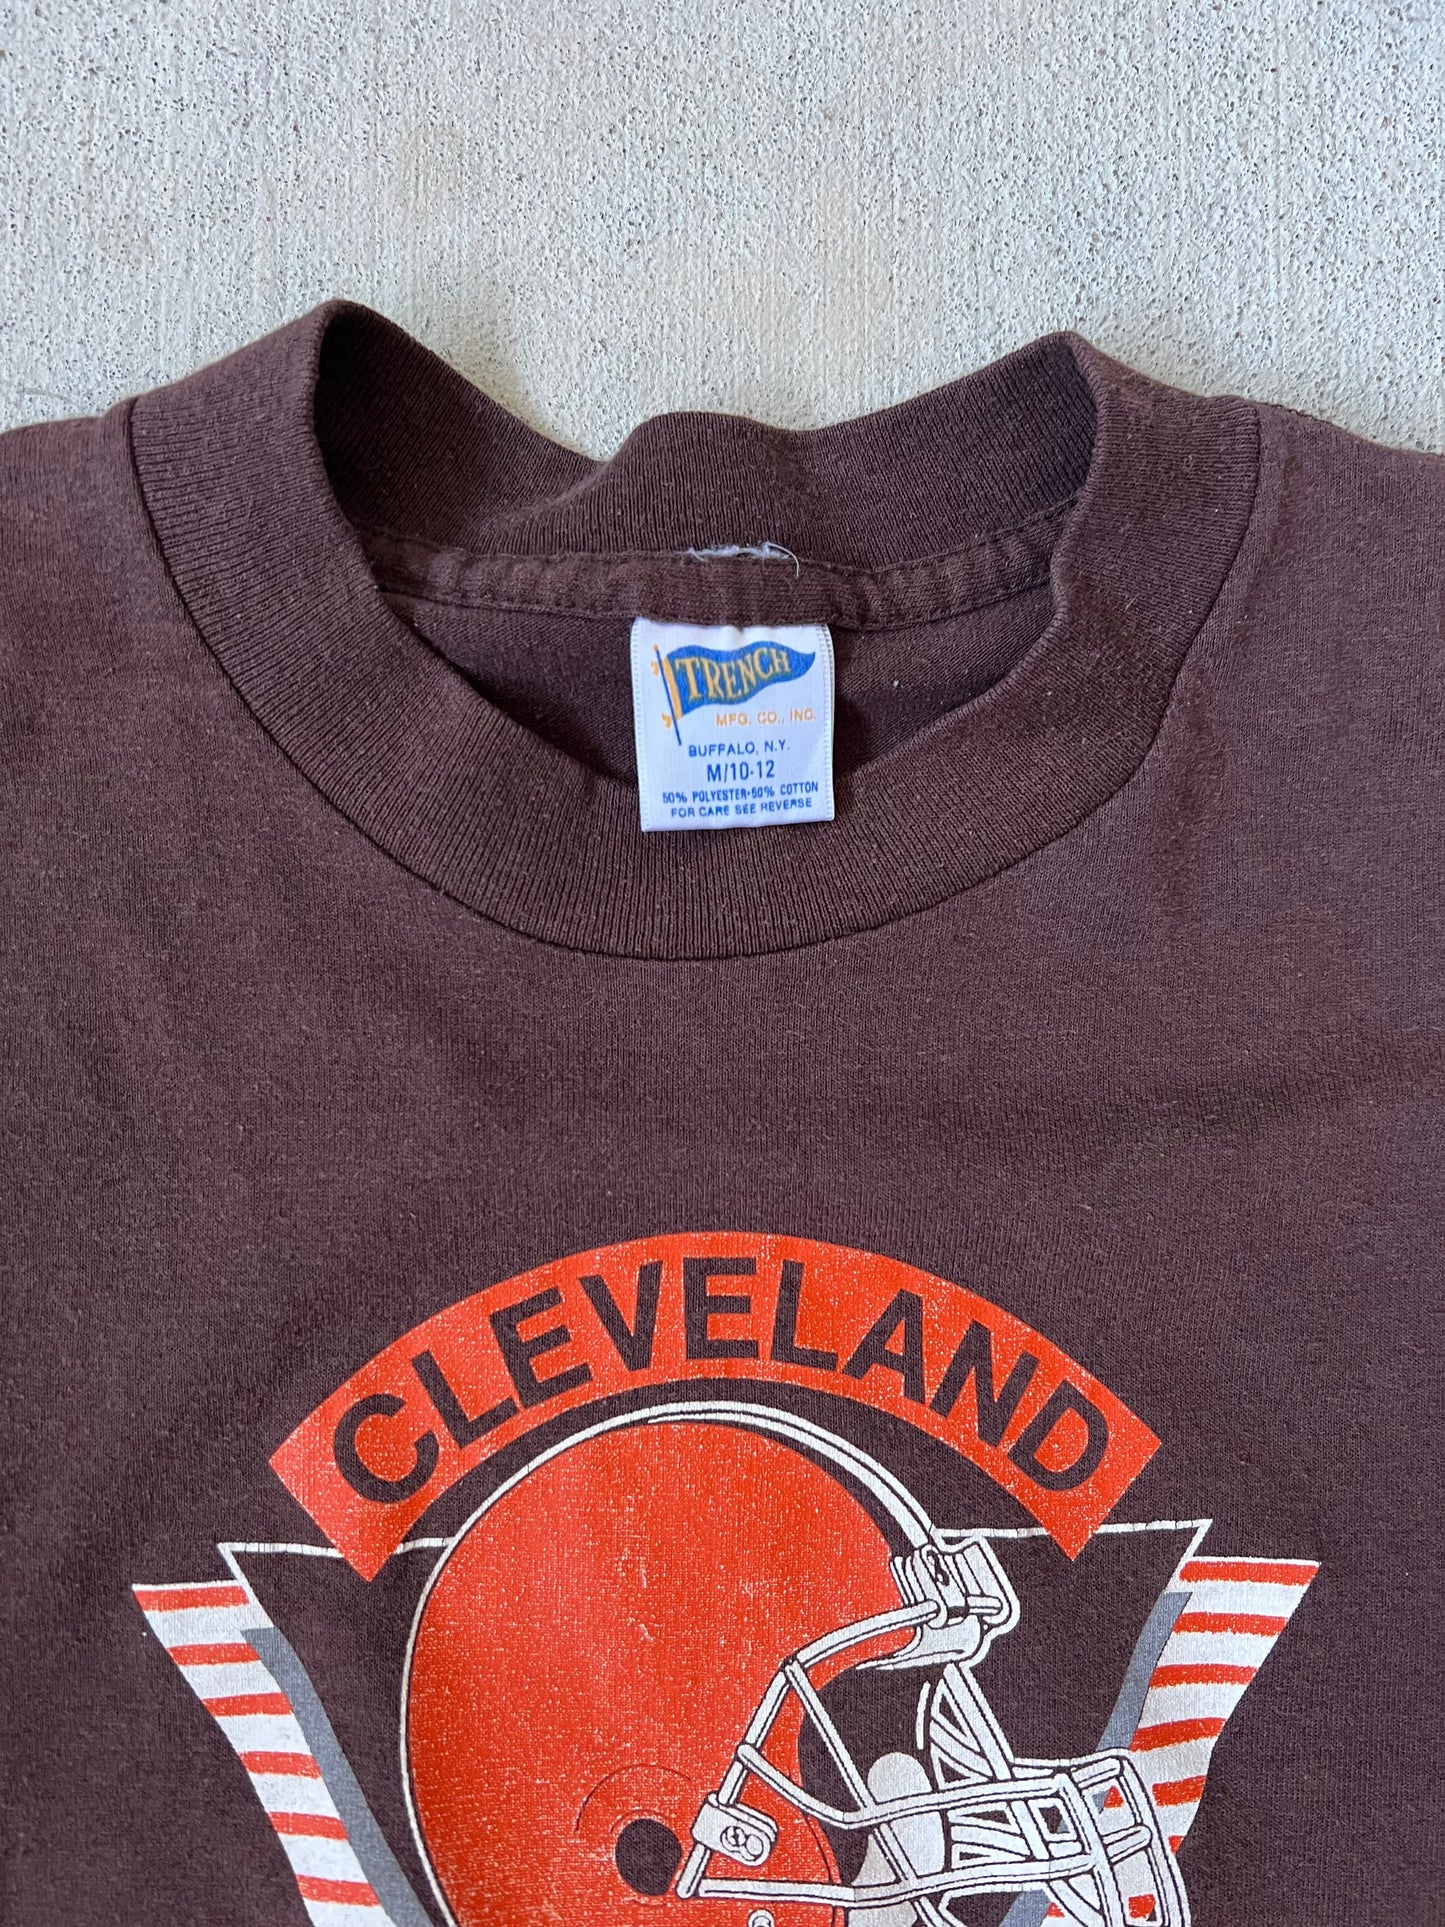 TRENCH
MFG. CO., INC.
BUFFALO, N.Y.
M/10-12
50% POLYESTER•50% COTTON
FOR CARE SEE REVERSE
CLEVELAND